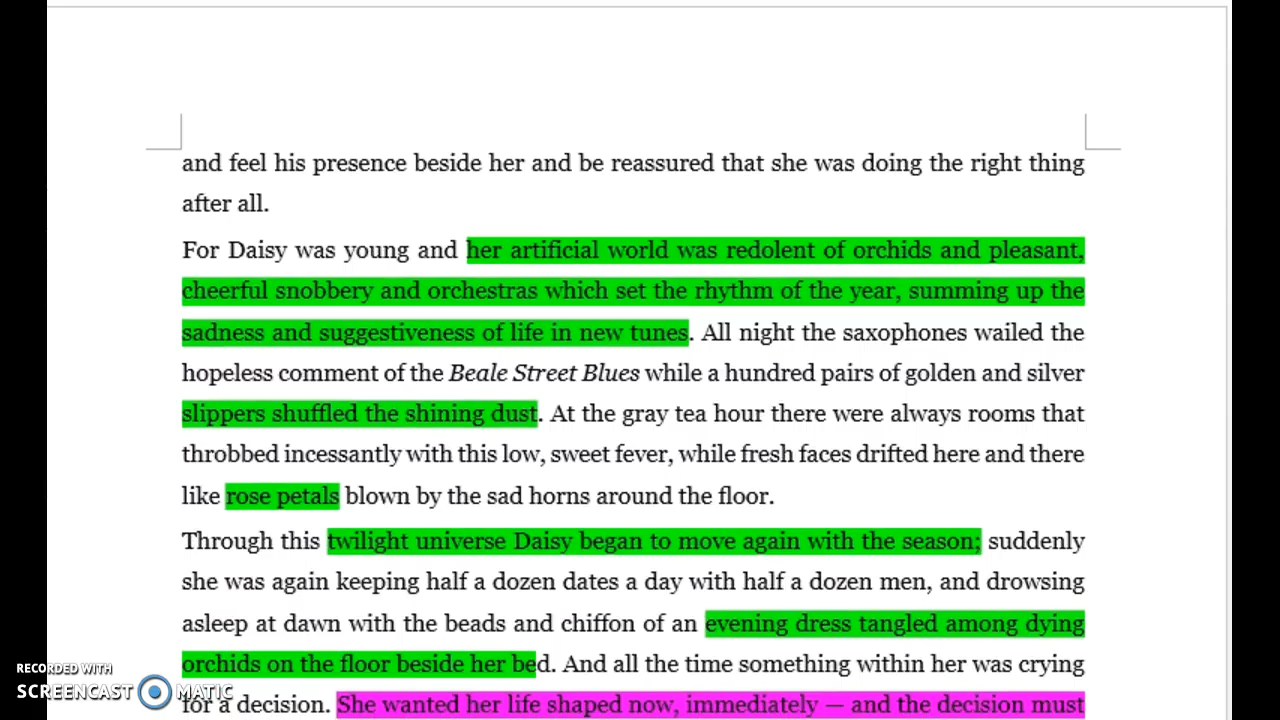 and feel his presence beside her and be reassured that she was doing the right thing
after all.
For Daisy was young and her artificial world was redolent of orchids and pleasant,
cheerful snobbery and orchestras which set the rhythm of the year, summing up the
sadness and suggestiveness of life in new tunes. All night the saxophones wailed the
hopeless comment of the Beale Street Blues while a hundred pairs of golden and silver
slippers shuffled the shining dust. At the gray tea hour there were always rooms that
throbbed incessantly with this low, sweet fever, while fresh faces drifted here and there
like rose petals blown by the sad horns around the floor.
Through this twilight universe Daisy began to move again with the season; suddenly
she was again keeping half a dozen dates a day with half a dozen men, and drowsing
asleep at dawn with the beads and chiffon of an evening dress tangled among dying
orchids on the floor beside her bed. And all the time something within her was crying
for a decision. She wanted her life shaped now, immediately — and the decision must
RECORDED WITH
SCREENCAST MATIC